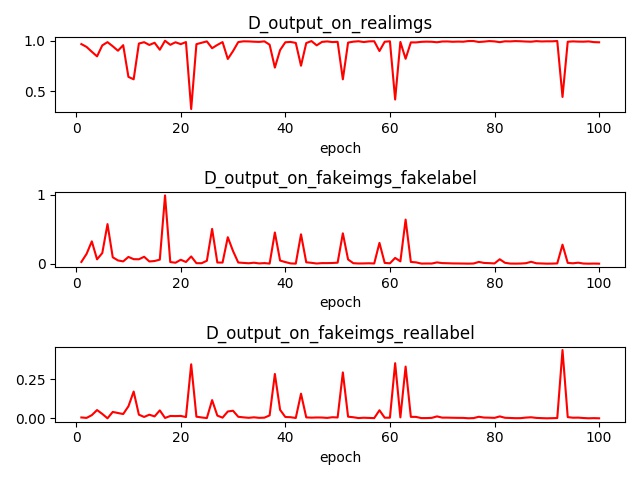 D_output_on_realimgs
1.0
0.5
0 20 40 60 80 100
epoch
D_output_on_fakeimgs_fakelabel
1
0
0 20 40 60 80 100
epoch
D_output_on_fakeimgs_reallabel
0.25
0.00
0 20 40 60 80 100
epoch